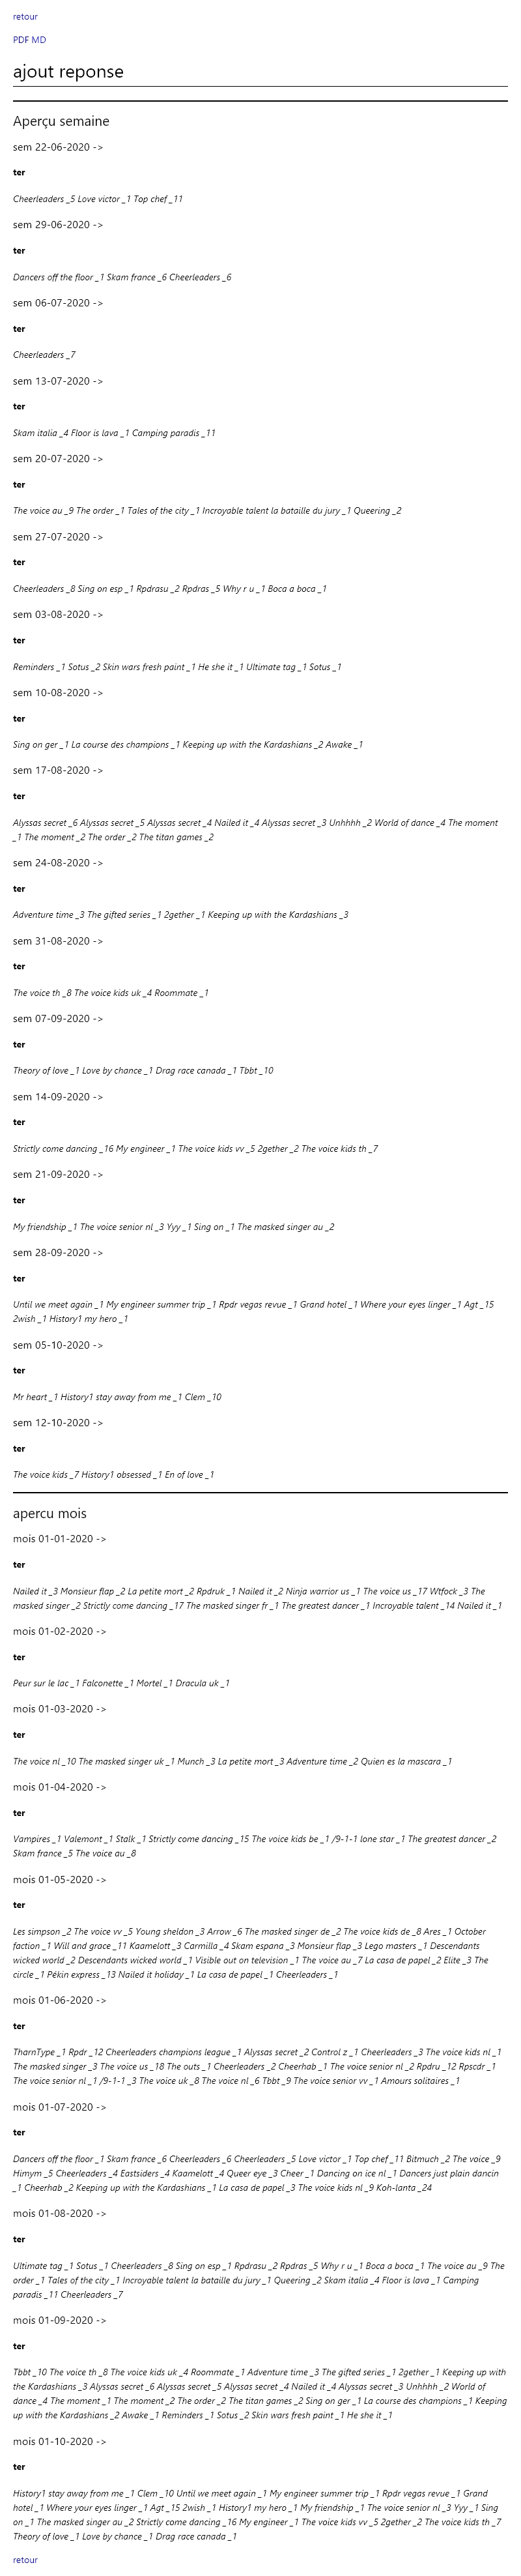 retour
PDF MD
ajout reponse
Aperçu semaine
sem 22-06-2020 ->
ter
Cheerleaders _5 Love victor _1 Top chef _11
sem 29-06-2020 ->
ter
Dancers off the floor _1 Skam france _6 Cheerleaders _6
sem 06-07-2020 ->
ter
Cheerleaders _7
sem 13-07-2020 ->
ter
Skam italia _4 Floor is lava _1 Camping paradis _11
sem 20-07-2020 ->
ter
The voice au _9 The order _1 Tales of the city _1 Incroyable talent la bataille du jury _1 Queering _2
sem 27-07-2020 ->
ter
Cheerleaders _8 Sing on esp _1 Rpdrasu _2 Rpdras _5 Why r u _1 Boca a boca _1
sem 03-08-2020 ->
ter
Reminders _1 Sotus _2 Skin wars fresh paint _1 He she it _1 Ultimate tag _1 Sotus _1
sem 10-08-2020 ->
ter
Sing on ger _1 La course des champions _1 Keeping up with the Kardashians _2 Awake _1
sem 17-08-2020 ->
ter
Alyssas secret _6 Alyssas secret _5 Alyssas secret _4 Nailed it _4 Alyssas secret _3 Unhhhh _2 World of dance _4 The moment
_1 The moment _2 The order _2 The titan games _2
sem 24-08-2020 ->
ter
Adventure time _3 The gifted series _1 2gether _1 Keeping up with the Kardashians _3
sem 31-08-2020 ->
ter
The voice th _8 The voice kids uk _4 Roommate _1
sem 07-09-2020 ->
ter
Theory of love _1 Love by chance _1 Drag race canada _1 Tbbt _10
sem 14-09-2020 ->
ter
Strictly come dancing _16 My engineer _1 The voice kids vv _5 2gether _2 The voice kids th _7
sem 21-09-2020 ->
ter
My friendship _1 The voice senior nl _3 Yyy _1 Sing on _1 The masked singer au _2
sem 28-09-2020 ->
ter
Until we meet again _1 My engineer summer trip _1 Rpdr vegas revue _1 Grand hotel _1 Where your eyes linger _1 Agt _15
2wish _1 History1 my hero _1
sem 05-10-2020 ->
ter
Mr heart _1 History1 stay away from me _1 Clem _10
sem 12-10-2020 ->
ter
The voice kids _7 History1 obsessed _1 En of love _1
apercu mois
mois 01-01-2020 ->
ter
Nailed it _3 Monsieur flap _2 La petite mort _2 Rpdruk _1 Nailed it _2 Ninja warrior us _1 The voice us _17 Wtfock _3 The
masked singer _2 Strictly come dancing _17 The masked singer fr _1 The greatest dancer _1 Incroyable talent _14 Nailed it _1
mois 01-02-2020 ->
ter
Peur sur le lac _1 Falconette _1 Mortel _1 Dracula uk _1
mois 01-03-2020 ->
ter
The voice nl _10 The masked singer uk _1 Munch _3 La petite mort _3 Adventure time _2 Quien es la mascara _1
mois 01-04-2020 ->
ter
Vampires _1 Valemont _1 Stalk _1 Strictly come dancing _15 The voice kids be _1 /9-1-1 lone star _1 The greatest dancer _2
Skam france _5 The voice au _8
mois 01-05-2020 ->
ter
Les simpson _2 The voice vv _5 Young sheldon _3 Arrow _6 The masked singer de _2 The voice kids de _8 Ares _1 October
faction _1 Will and grace _11 Kaamelott _3 Carmilla _4 Skam espana _3 Monsieur flap _3 Lego masters _1 Descendants
wicked world _2 Descendants wicked world _1 Visible out on television _1 The voice au _7 La casa de papel _2 Elite _3 The
circle _1 Pékin express _13 Nailed it holiday _1 La casa de papel _1 Cheerleaders _1
mois 01-06-2020 ->
ter
TharnType _1 Rpdr _12 Cheerleaders champions league _1 Alyssas secret _2 Control z _1 Cheerleaders _3 The voice kids nl _1
The masked singer _3 The voice us _18 The outs _1 Cheerleaders _2 Cheerhab _1 The voice senior nl _2 Rpdru _12 Rpscdr _1
The voice senior nl _1 /9-1-1 _3 The voice uk _8 The voice nl _6 Tbbt _9 The voice senior vv _1 Amours solitaires _1
mois 01-07-2020 ->
ter
Dancers off the floor _1 Skam france _6 Cheerleaders _6 Cheerleaders _5 Love victor _1 Top chef _11 Bitmuch _2 The voice _9
Himym _5 Cheerleaders _4 Eastsiders _4 Kaamelott _4 Queer eye _3 Cheer _1 Dancing on ice nl _1 Dancers just plain dancin
_1 Cheerhab _2 Keeping up with the Kardashians _1 La casa de papel _3 The voice kids nl _9 Koh-lanta _24
mois 01-08-2020 ->
ter
Ultimate tag _1 Sotus _1 Cheerleaders _8 Sing on esp _1 Rpdrasu _2 Rpdras _5 Why r u _1 Boca a boca _1 The voice au _9 The
order _1 Tales of the city _1 Incroyable talent la bataille du jury _1 Queering _2 Skam italia _4 Floor is lava _1 Camping
paradis _11 Cheerleaders _7
mois 01-09-2020 ->
ter
Tbbt _10 The voice th _8 The voice kids uk _4 Roommate _1 Adventure time _3 The gifted series _1 2gether _1 Keeping up with
the Kardashians _3 Alyssas secret _6 Alyssas secret _5 Alyssas secret _4 Nailed it _4 Alyssas secret _3 Unhhhh _2 World of
dance _4 The moment _1 The moment _2 The order _2 The titan games _2 Sing on ger _1 La course des champions _1 Keeping
up with the Kardashians _2 Awake _1 Reminders _1 Sotus _2 Skin wars fresh paint _1 He she it _1
mois 01-10-2020 ->
ter
History1 stay away from me _1 Clem _10 Until we meet again _1 My engineer summer trip _1 Rpdr vegas revue _1 Grand
hotel _1 Where your eyes linger _1 Agt _15 2wish _1 History1 my hero _1 My friendship _1 The voice senior nl _3 Yyy _1 Sing
on _1 The masked singer au _2 Strictly come dancing _16 My engineer _1 The voice kids vv _5 2gether _2 The voice kids th _7
Theory of love _1 Love by chance _1 Drag race canada _1
retour